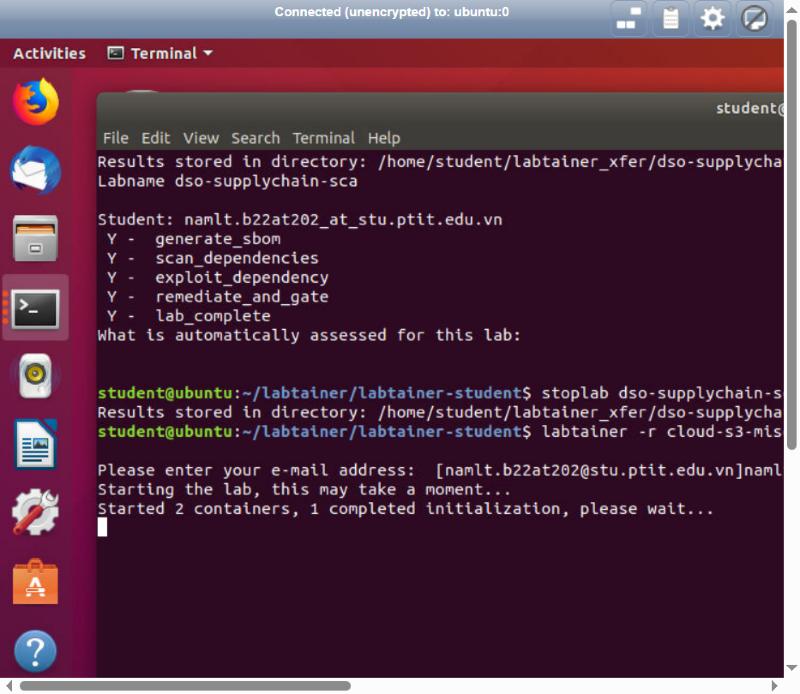 Connected (unencrypted) to: ubuntu:0
Activities Terminal
student@
File Edit View Search Terminal Help
Results stored in directory: /home/student/labtainer_xfer/dso-supplycha
Labname dso-supplychain-sca
Student: namlt.b22at202_at_stu.ptit.edu.vn
Y - generate_sbom
Y - scan_dependencies
Y - exploit_dependency
Y - remediate_and_gate
Y - lab_complete
What is automatically assessed for this lab:
student@ubuntu:~/labtainer/labtainer-student$ stoplab dso-supplychain-s
Results stored in directory: /home/student/labtainer_xfer/dso-supplycha
student@ubuntu:~/labtainer/labtainer-student$ labtainer -r cloud-s3-mis
Please enter your e-mail address: [namlt.b22at202@stu.ptit.edu.vn]naml
Starting the lab, this may take a moment...
Started 2 containers, 1 completed initialization, please wait...